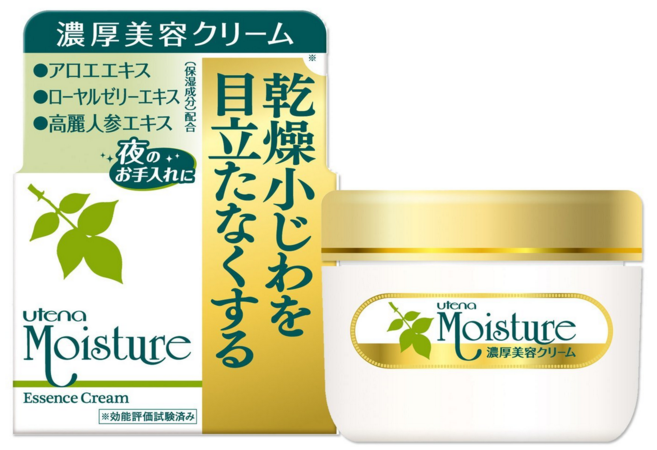 濃厚美容クリーム
●アロエエキス
●ローヤルゼリーエキス
●高麗人参エキス
(保湿成分)配合
夜の
お手入れに
※
乾燥小じわを
目立たなくする
utena
Moisture
Essence Cream
※効能評価試験済み
utena
Moisture
濃厚美容クリーム